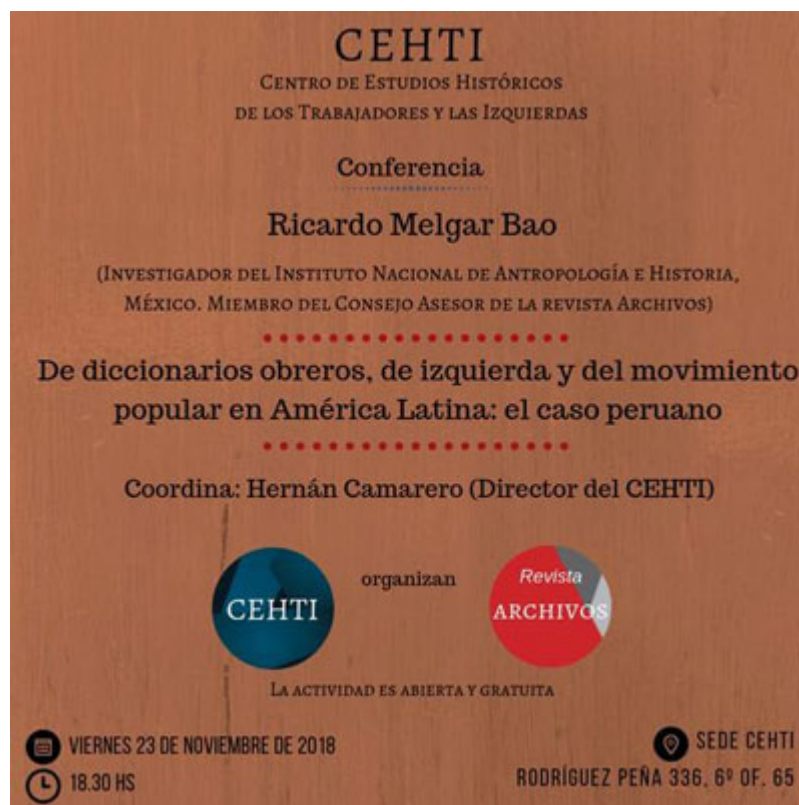 CEHTI
CENTRO DE ESTUDIOS HISTÓRICOS
DE LOS TRABAJADORES Y LAS IZQUIERDAS
Conferencia
Ricardo Melgar Bao
(INVESTIGADOR DEL INSTITUTO NACIONAL DE ANTROPOLOGÍA E HISTORIA,
MÉXICO. MIEMBRO DEL CONSEJO ASESOR DE LA REVISTA ARCHIVOS)
De diccionarios obreros, de izquierda y del movimiento
popular en América Latina: el caso peruano
Coordina: Hernán Camarero (Director del CEHTI)
CEHTI
organizan
Revista
ARCHIVOS
LA ACTIVIDAD ES ABIERTA Y GRATUITA
VIERNES 23 DE NOVIEMBRE DE 2018
18.30 HS
SEDE CEHTI
RODRÍGUEZ PEÑA 336, 6º OF. 65